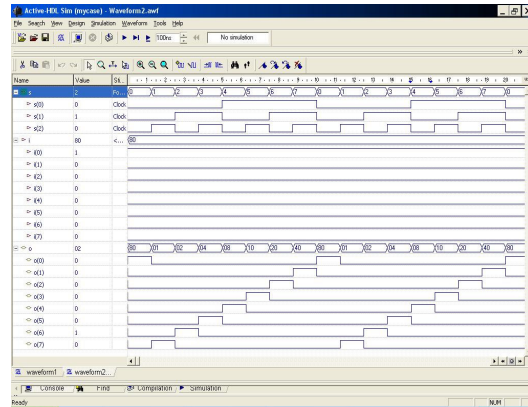 Active-HDL Sim (mycase) - Waveform2.awf
File Search View Design Simulation Waveform Tools Help
100ns No simulation
Name Value Sti...
s 2 Fo... 0 1 2 3 4 5 6 7 0 1 2 3 4 5 6 7 0
s(0) 0 Clock
s(1) 1 Clock
s(2) 0 Clock
i 80 <... 80
i(0) 1
i(1) 0
i(2) 0
i(3) 0
i(4) 0
i(5) 0
i(6) 0
i(7) 0
o 02 80 01 02 04 08 10 20 40 80 01 02 04 08 10 20 40 80
o(0) 0
o(1) 0
o(2) 0
o(3) 0
o(4) 0
o(5) 0
o(6) 1
o(7) 0
waveform1 waveform2...
Console Find Compilation Simulation
Ready NUM